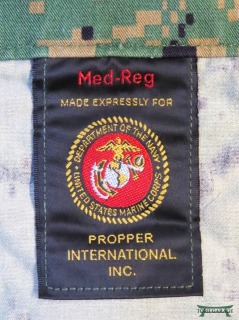 Med-Reg
MADE EXPRESSLY FOR
DEPARTMENT OF THE NAVY
UNITED STATES MARINE CORPS
PROPPER
INTERNATIONAL
INC.